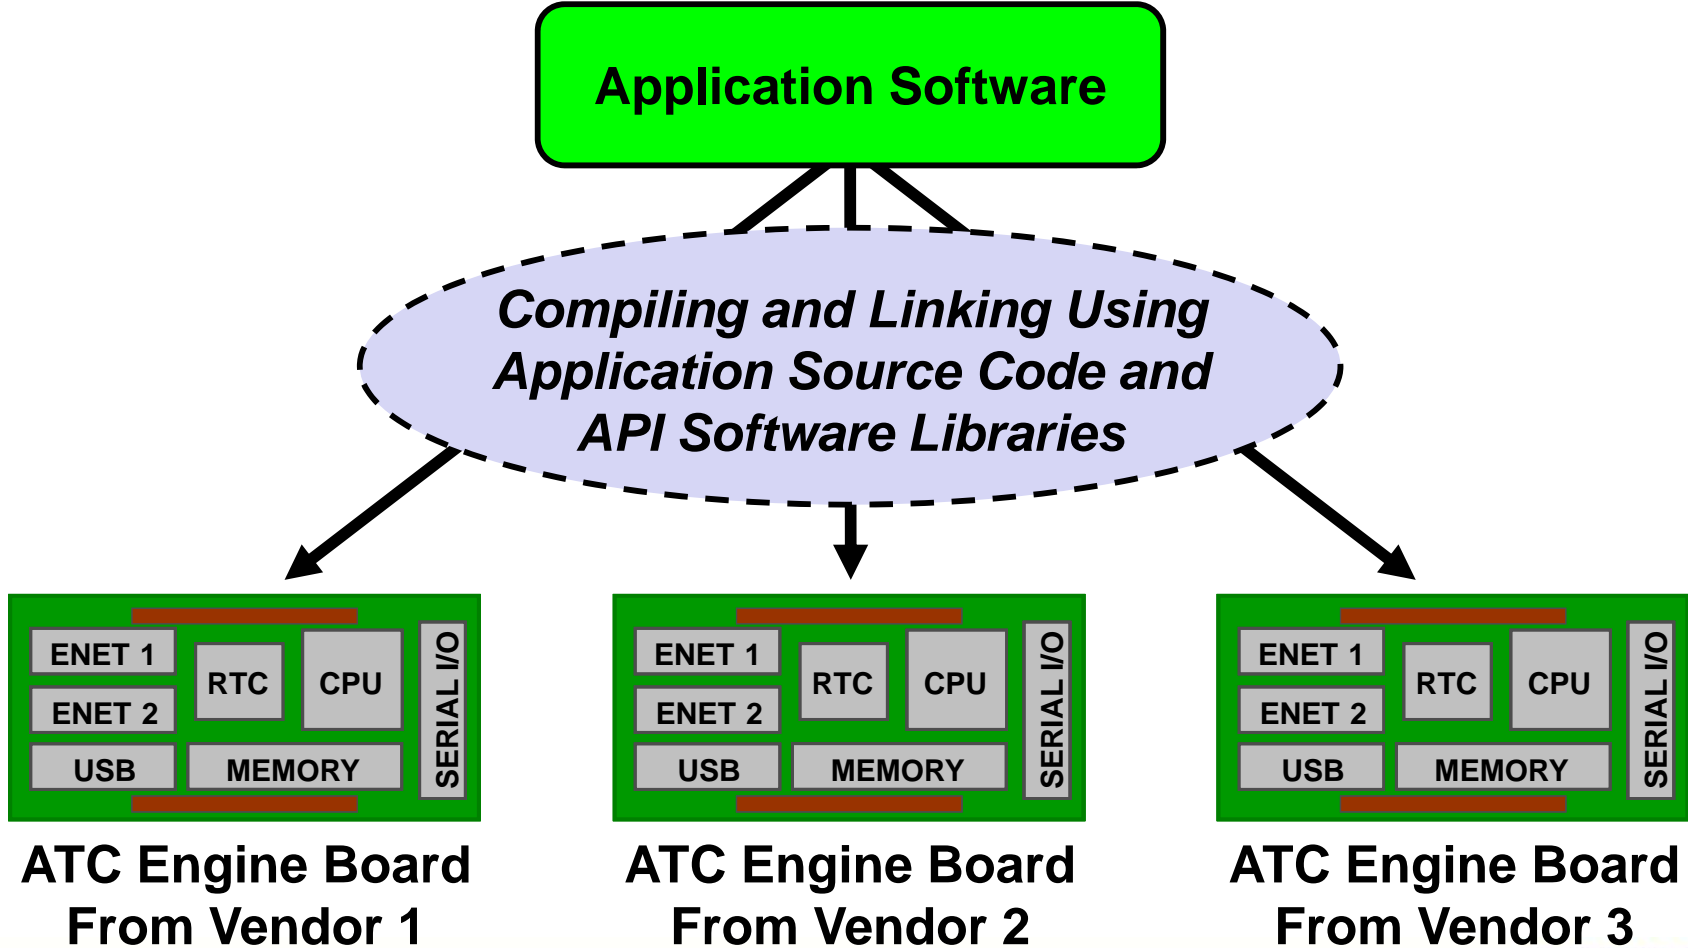 Application Software
Compiling and Linking Using
Application Source Code and
API Software Libraries
ENET 1
ENET 2
USB
RTC
CPU
MEMORY
SERIAL I/O
ATC Engine Board
From Vendor 1
ENET 1
ENET 2
USB
RTC
CPU
MEMORY
SERIAL I/O
ATC Engine Board
From Vendor 2
ENET 1
ENET 2
USB
RTC
CPU
MEMORY
SERIAL I/O
ATC Engine Board
From Vendor 3